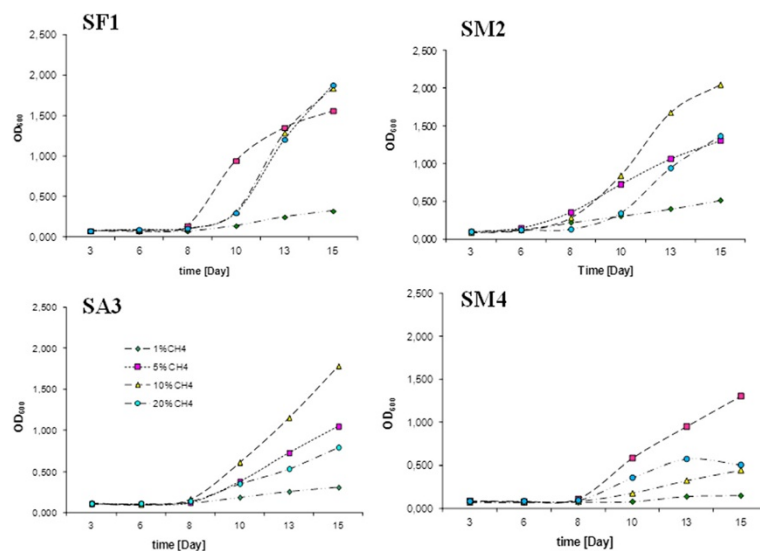 SF1
2,500
2,000
1,500
1,000
0,500
0,000
OD600
3 6 8 10 13 15
time [Day]
SM2
2,500
2,000
1,500
1,000
0,500
0,000
OD600
3 6 8 10 13 15
Time [Day]
SA3
2,500
2,000
1,500
1,000
0,500
0,000
OD600
1%CH4
5%CH4
10%CH4
20%CH4
3 6 8 10 13 15
time [Day]
SM4
2,500
2,000
1,500
1,000
0,500
0,000
OD600
3 6 8 10 13 15
time [Day]